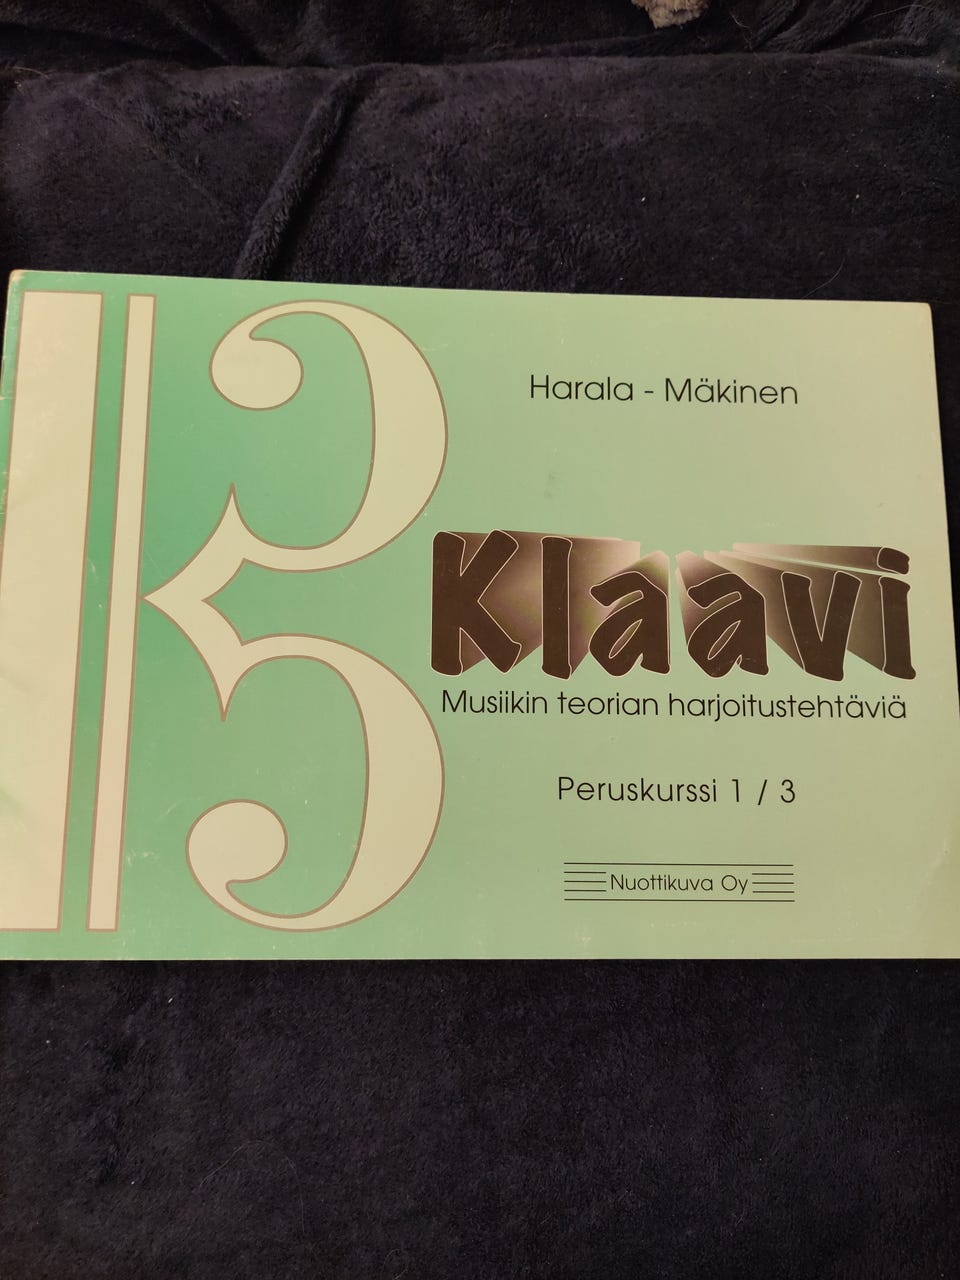 Harala - Mäkinen
Klaavi
Musiikin teorian harjoitustehtäviä
Peruskurssi 1 / 3
Nuottikuva Oy